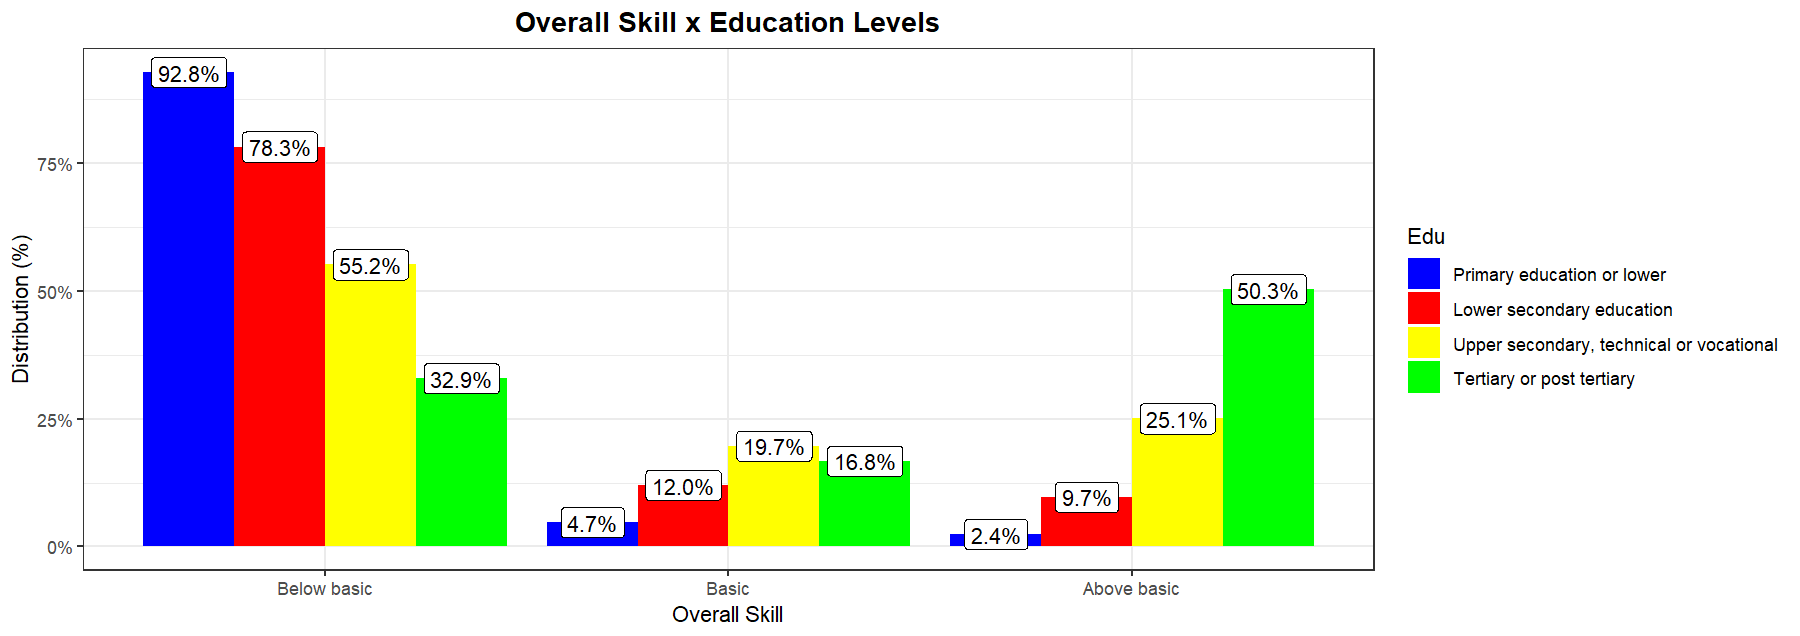 Overall Skill x Education Levels
Distribution (%)
75%
50%
25%
0%
92.8%
78.3%
55.2%
32.9%
4.7%
12.0%
19.7%
16.8%
2.4%
9.7%
25.1%
50.3%
Below basic
Basic
Above basic
Overall Skill
Edu
Primary education or lower
Lower secondary education
Upper secondary, technical or vocational
Tertiary or post tertiary